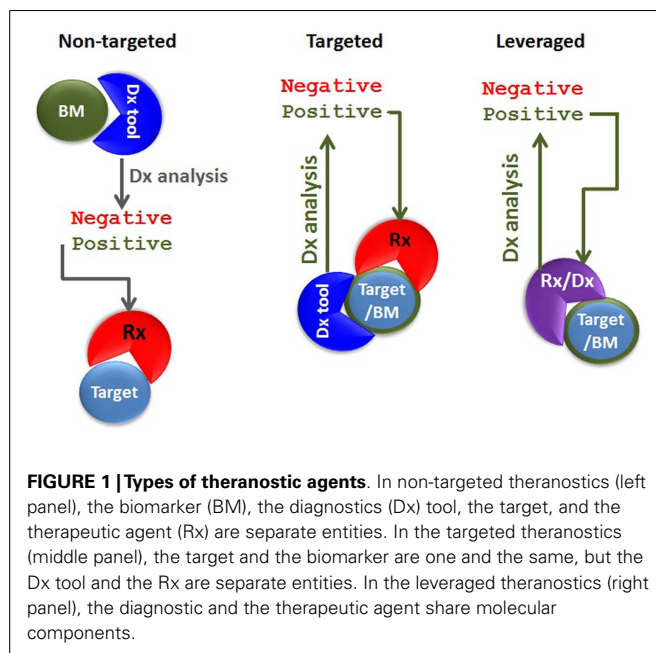 Non-targeted
Targeted
Leveraged
BM
Dx tool
Dx analysis
Negative
Positive
Rx
Target
Negative
Positive
Dx analysis
Rx
Dx tool
Target
/BM
Negative
Positive
Dx analysis
Rx/Dx
Target
/BM
FIGURE 1 | Types of theranostic agents. In non-targeted theranostics (left
panel), the biomarker (BM), the diagnostics (Dx) tool, the target, and the
therapeutic agent (Rx) are separate entities. In the targeted theranostics
(middle panel), the target and the biomarker are one and the same, but the
Dx tool and the Rx are separate entities. In the leveraged theranostics (right
panel), the diagnostic and the therapeutic agent share molecular
components.